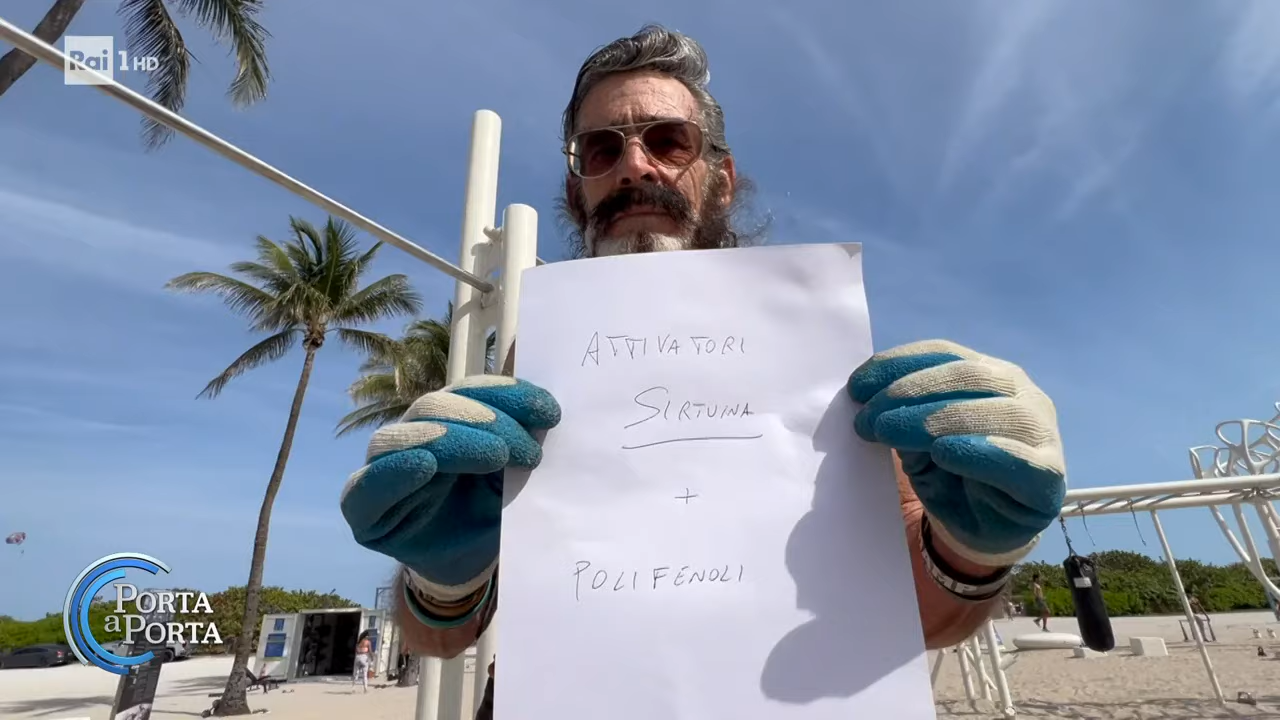 Rai 1 HD
ATTIVATORI
SIRTUINA
+
POLIFENOLI
PORTA
a PORTA